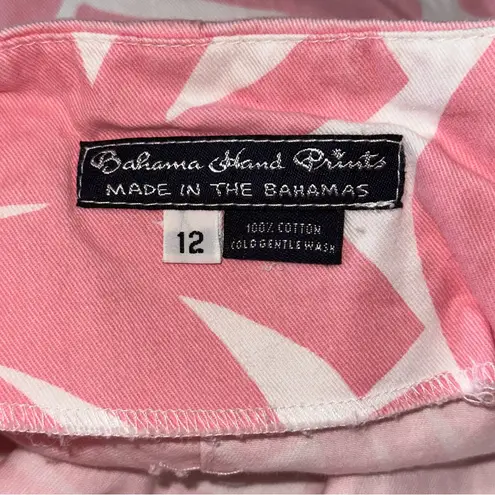 Bahama Hand Prints
MADE IN THE BAHAMAS
12
100% COTTON
COLD GENTLE WASH